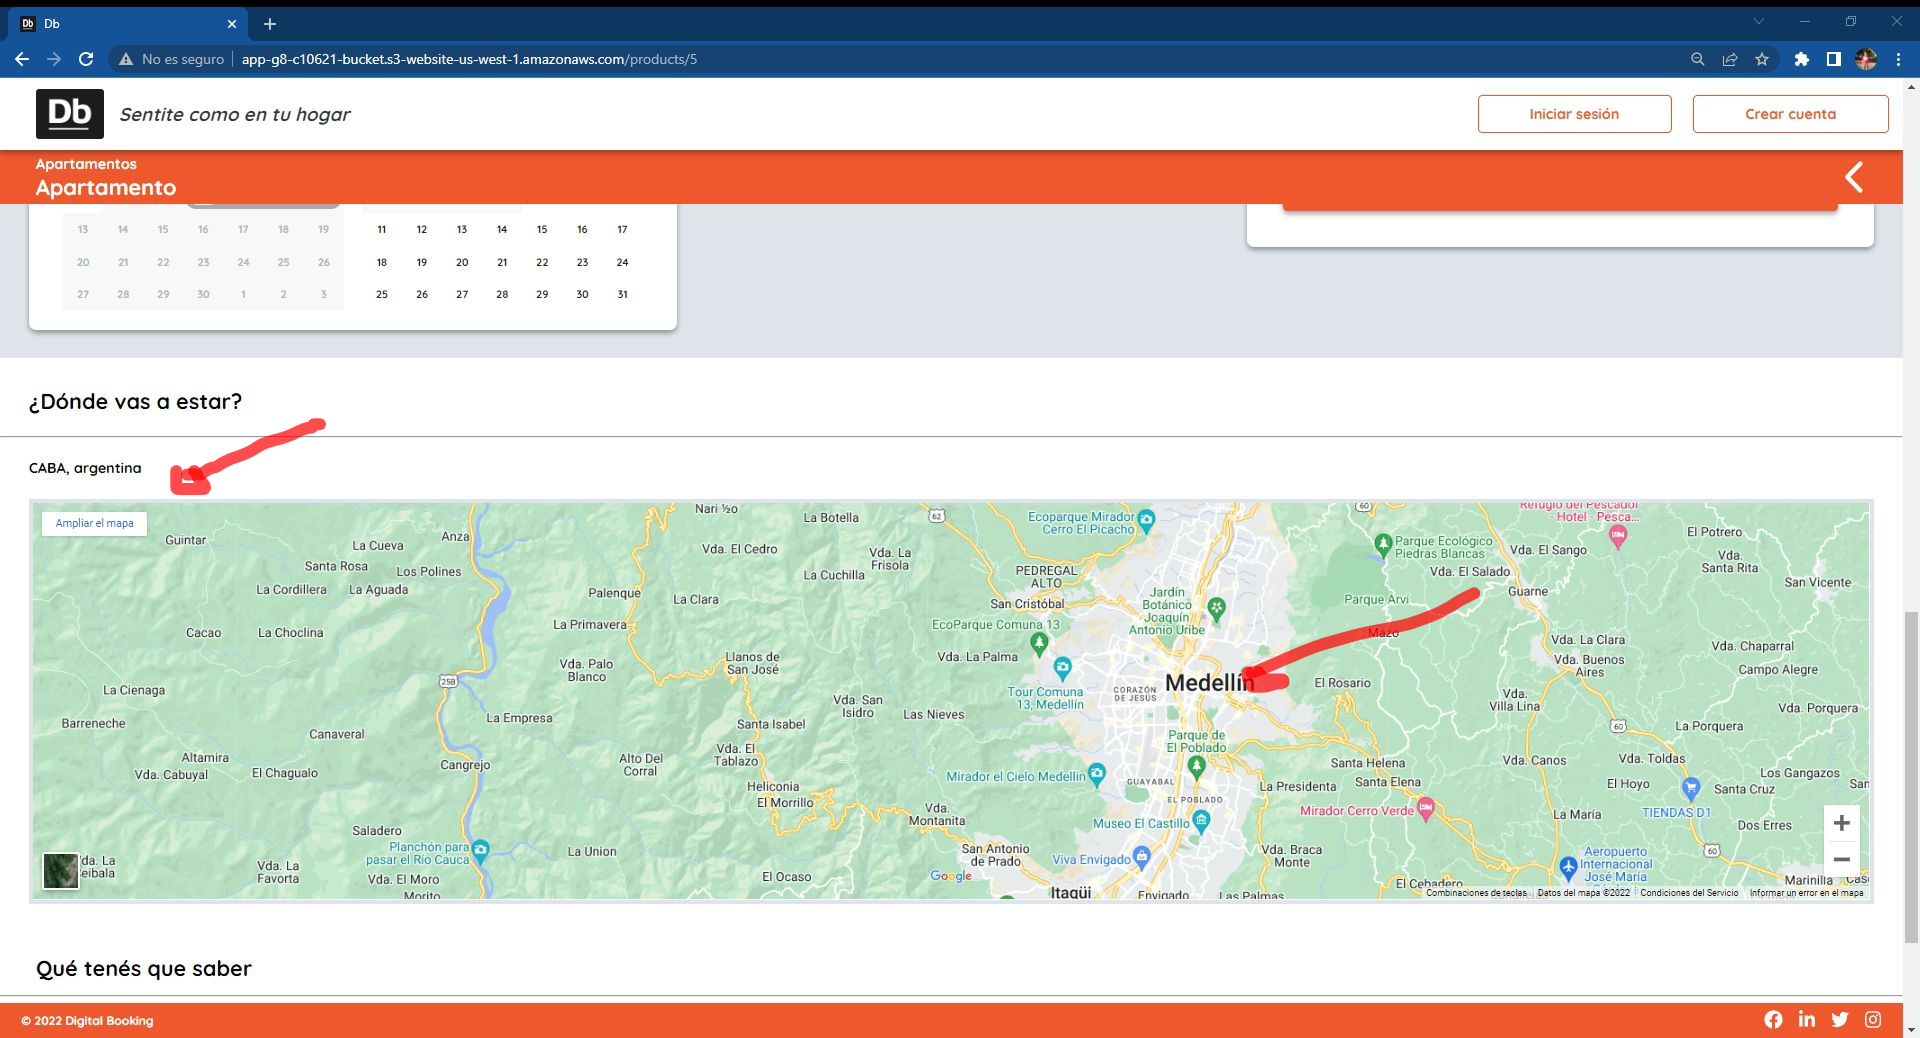 Db
No es seguro
app-g8-c10621-bucket.s3-website-us-west-1.amazonaws.com/products/5
Db
Sentite como en tu hogar
Iniciar sesión
Crear cuenta
Apartamentos
Apartamento
13 14 15 16 17 18 19
20 21 22 23 24 25 26
27 28 29 30 1 2 3
11 12 13 14 15 16 17
18 19 20 21 22 23 24
25 26 27 28 29 30 31
¿Dónde vas a estar?
CABA, argentina
Ampliar el mapa
Guintar
La Cueva
Anza
Nari ½o
La Botella
62
Ecoparque Mirador
Cerro El Picacho
60
Refugio del Pescador
- Hotel - Pesca...
El Potrero
Santa Rosa
Los Polines
Vda. El Cedro
Vda. La
Frisola
Parque Ecológico
Piedras Blancas
Vda. El Sango
Vda.
Santa Rita
La Cordillera
La Aguada
La Cuchilla
PEDREGAL
ALTO
Vda. El Salado
San Vicente
Palenque
La Clara
San Cristóbal
Jardín
Botánico
Joaquín
Antonio Uribe
Parque Arví
Guarne
Cacao
La Choclina
La Primavera
EcoParque Comuna 13
Mazo
Vda. La Clara
Vda. Chaparral
Vda. Palo
Blanco
Llanos de
San José
Vda. La Palma
Vda. Buenos
Aires
Campo Alegre
La Cienaga
25B
Tour Comuna
13, Medellín
CORAZÓN
DE JESÚS
Medellín
El Rosario
Vda.
Villa Lina
Vda. Porquera
Barreneche
La Empresa
Vda. San
Isidro
Las Nieves
60
La Porquera
Canaveral
Santa Isabel
Parque de
El Poblado
Altamira
Vda. Cabuyal
El Chagualo
Cangrejo
Alto Del
Corral
Vda. El
Tablazo
Mirador el Cielo Medellin
GUAYABAL
Santa Helena
Santa Elena
Vda. Canos
Vda. Toldas
Los Gangazos
Heliconia
El Morrillo
EL POBLADO
La Presidenta
El Hoyo
Santa Cruz
San
Vda.
Montanita
Museo El Castillo
Mirador Cerro Verde
La María
TIENDAS D1
Dos Erres
Saladero
Planchón para
pasar el Río Cauca
La Union
San Antonio
de Prado
Viva Envigado
Vda. Braca
Monte
60
Aeropuerto
Internacional
José María
Vda. La
Ceibala
Vda. La
Favorta
Vda. El Moro
El Ocaso
Google
Morito
Itagüi
Envigado
Las Palmas
El Cebadero
Marinilla
Combinaciones de teclas
Datos del mapa ©2022
Condiciones del Servicio
Informar un error en el mapa
Qué tenés que saber
© 2022 Digital Booking